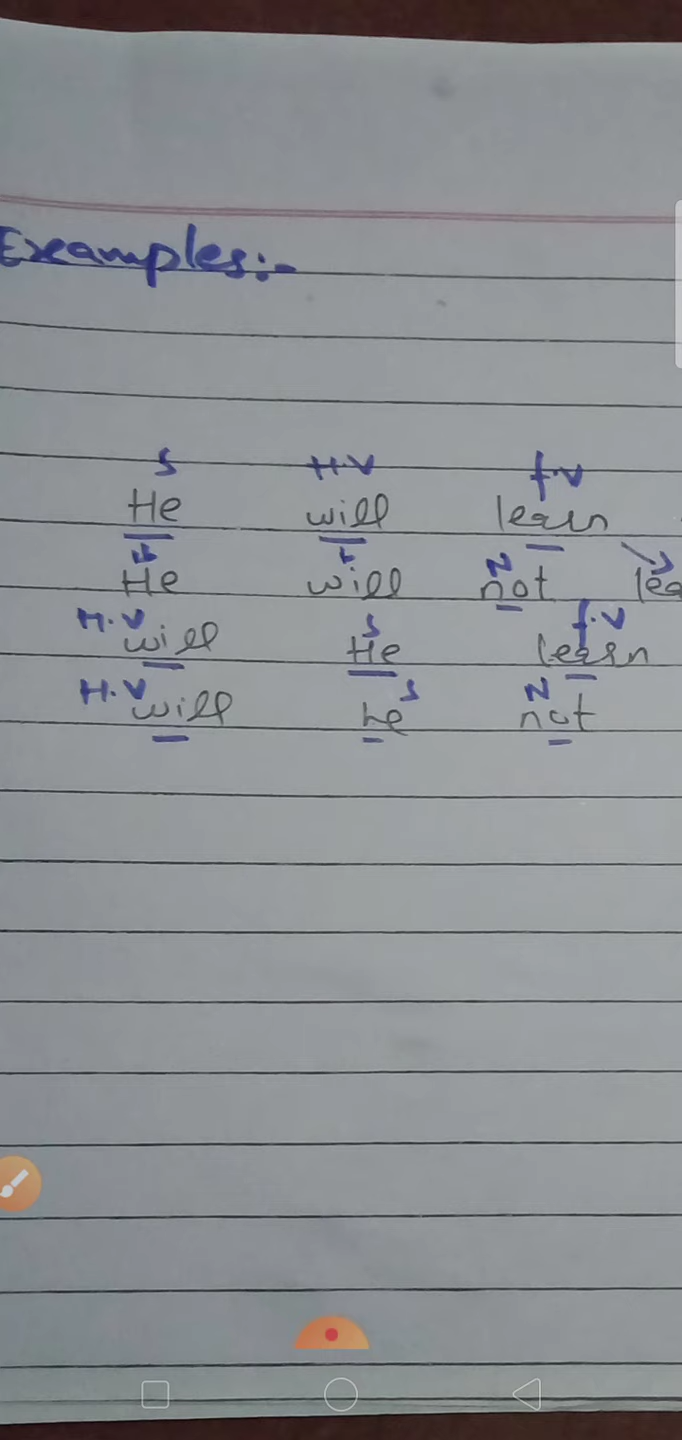 Examples:-
S H.V f.V
He will learn
He will not lea
N
H.V S f.V
will He learn
H.V S N
will he not